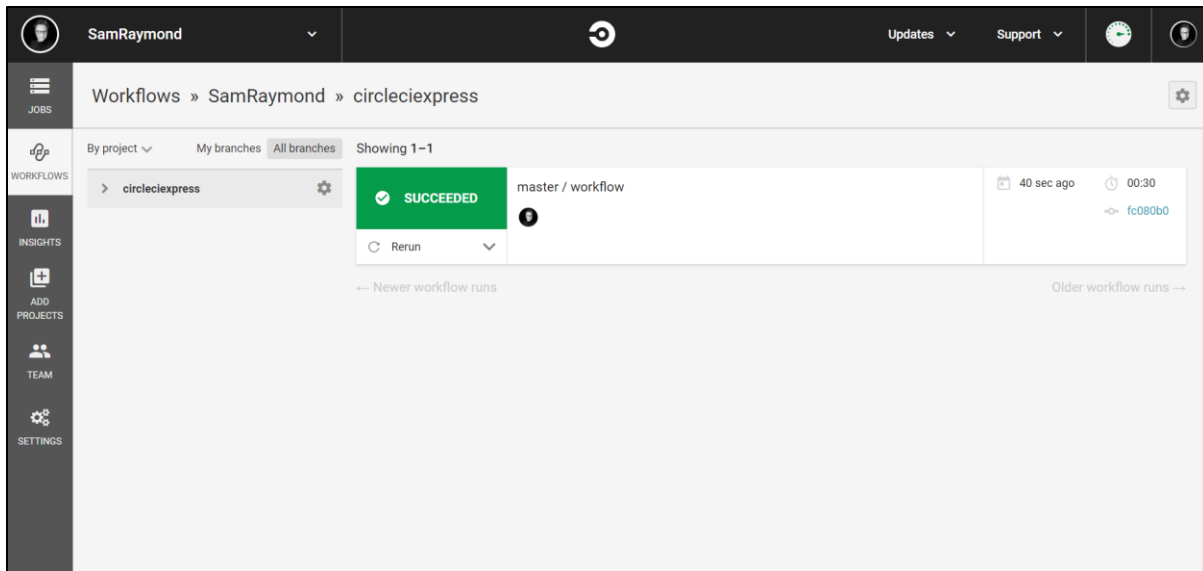 SamRaymond
Updates
Support
JOBS
Workflows » SamRaymond » circleciexpress
WORKFLOWS
By project
My branches
All branches
Showing 1–1
circleciexpress
SUCCEEDED
master / workflow
40 sec ago
00:30
fc080b0
Rerun
INSIGHTS
← Newer workflow runs
Older workflow runs →
ADD
PROJECTS
TEAM
SETTINGS